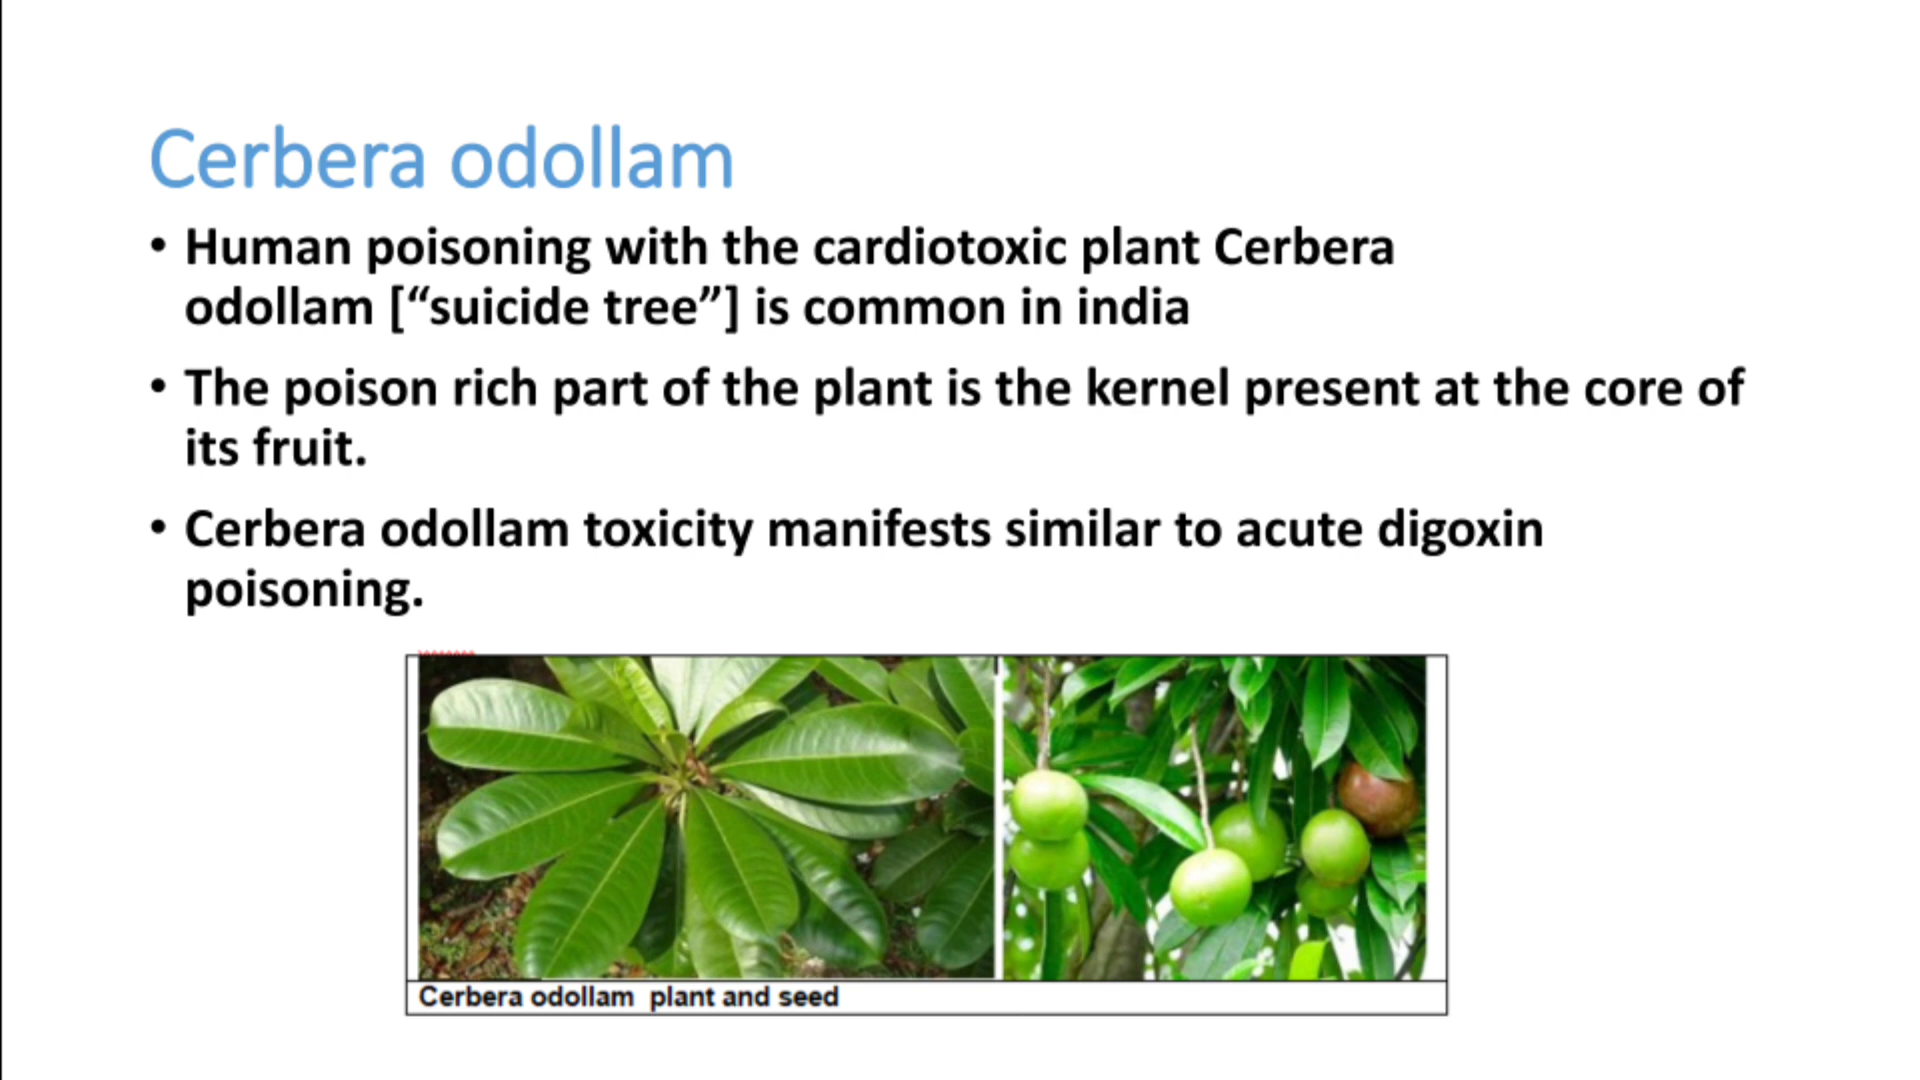 Cerbera odollam
• Human poisoning with the cardiotoxic plant Cerbera
odollam [“suicide tree”] is common in india
• The poison rich part of the plant is the kernel present at the core of
its fruit.
• Cerbera odollam toxicity manifests similar to acute digoxin
poisoning.
Cerbera odollam  plant and seed